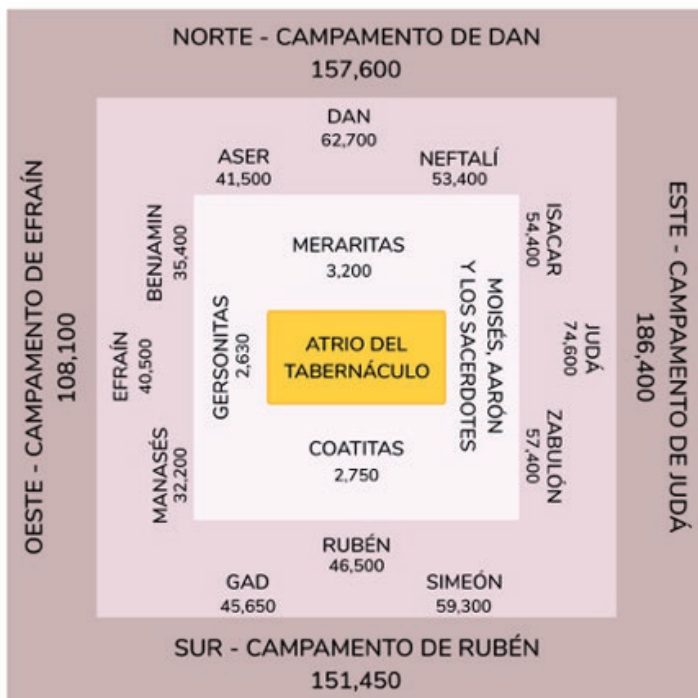 NORTE - CAMPAMENTO DE DAN
157,600
DAN
62,700
ASER
41,500
NEFTALÍ
53,400
OESTE - CAMPAMENTO DE EFRAÍN
108,100
BENJAMIN
35,400
EFRAÍN
40,500
MANASÉS
32,200
MERARITAS
3,200
GERSONITAS
2,630
ATRIO DEL
TABERNÁCULO
MOISÉS, AARÓN
Y LOS SACERDOTES
COATITAS
2,750
ISACAR
54,400
JUDÁ
74,600
ZABULÓN
57,400
ESTE - CAMPAMENTO DE JUDÁ
186,400
RUBÉN
46,500
GAD
45,650
SIMEÓN
59,300
SUR - CAMPAMENTO DE RUBÉN
151,450